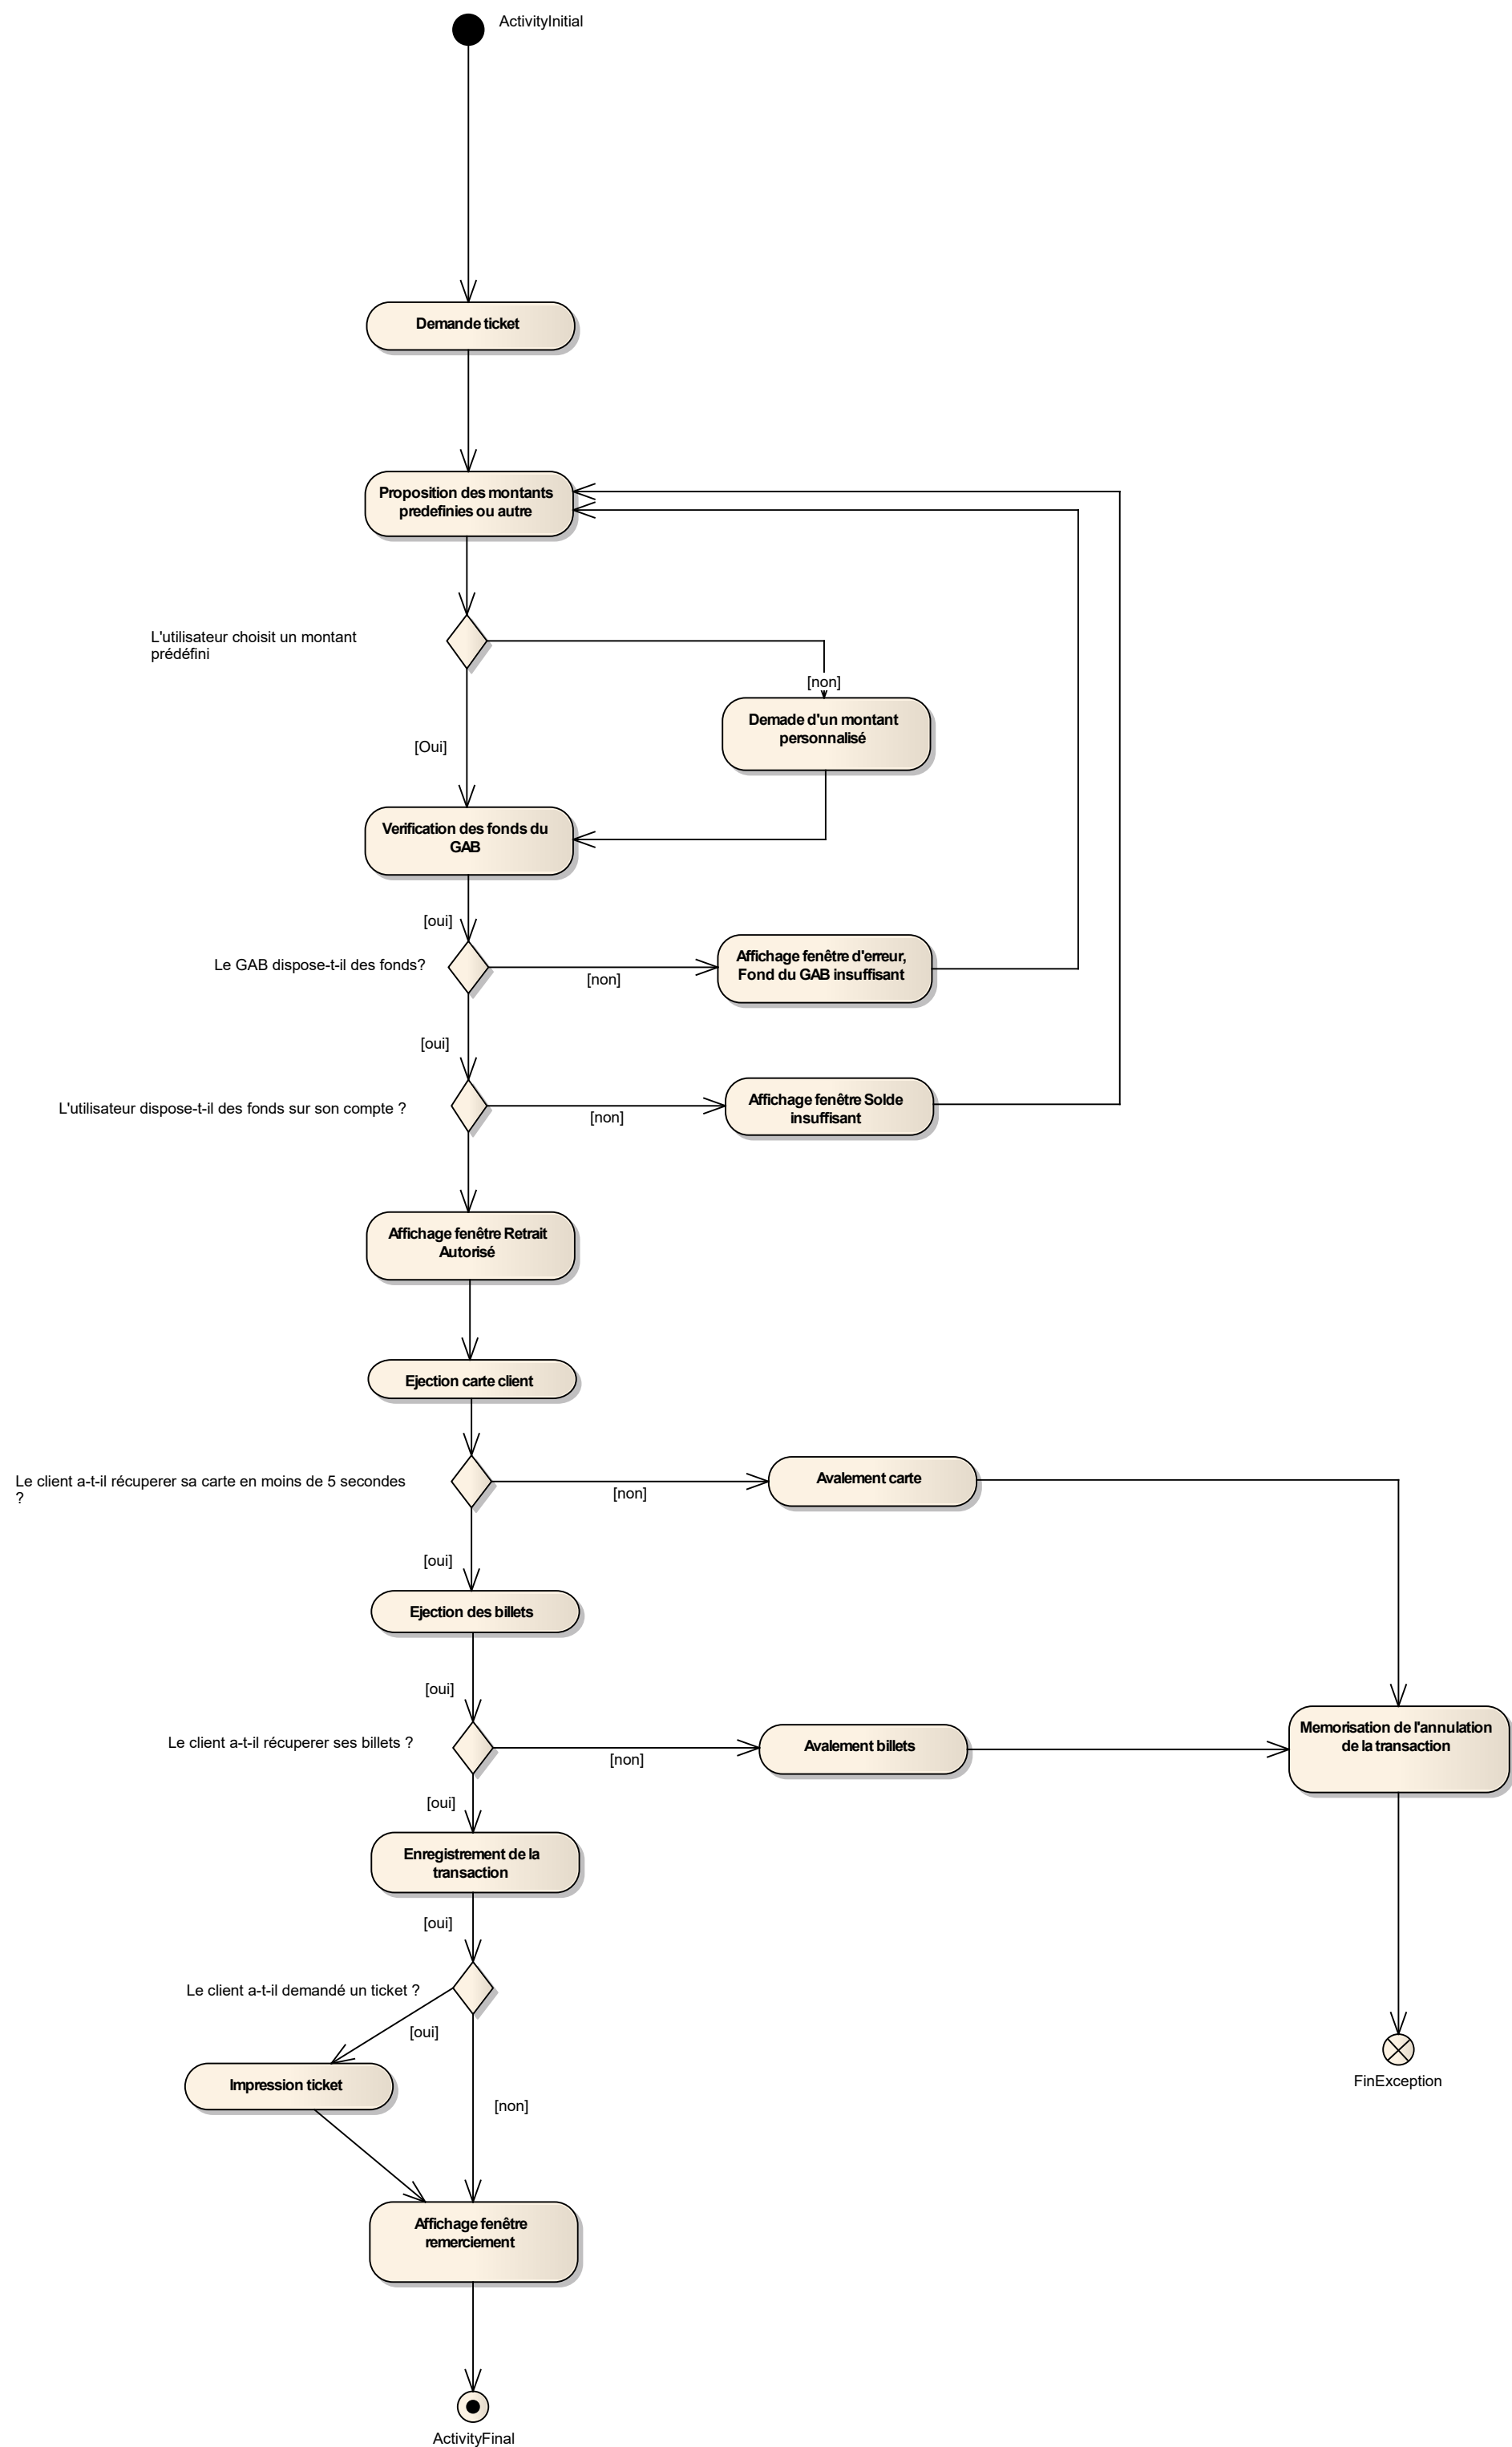 ActivityInitial
Demande ticket
Proposition des montants
predefinies ou autre
L'utilisateur choisit un montant
prédéfini
[non]
Demade d'un montant
personnalisé
[Oui]
Verification des fonds du
GAB
[oui]
Le GAB dispose-t-il des fonds?
[non]
Affichage fenêtre d'erreur,
Fond du GAB insuffisant
[oui]
L'utilisateur dispose-t-il des fonds sur son compte ?
[non]
Affichage fenêtre Solde
insuffisant
Affichage fenêtre Retrait
Autorisé
Ejection carte client
Le client a-t-il récuperer sa carte en moins de 5 secondes
?
[non]
Avalement carte
[oui]
Ejection des billets
[oui]
Le client a-t-il récuperer ses billets ?
[non]
Avalement billets
Memorisation de l'annulation
de la transaction
[oui]
Enregistrement de la
transaction
[oui]
Le client a-t-il demandé un ticket ?
[oui]
Impression ticket
[non]
FinException
Affichage fenêtre
remerciement
ActivityFinal